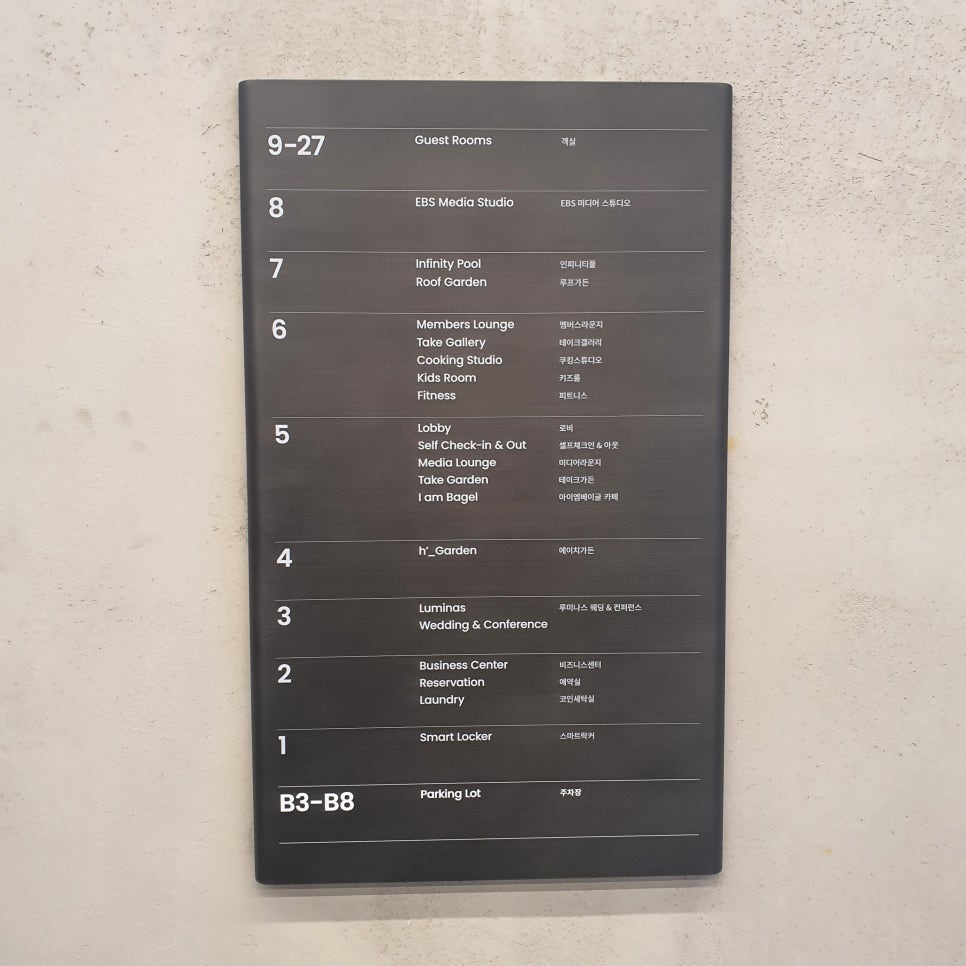 9-27 Guest Rooms 객실
8 EBS Media Studio EBS 미디어 스튜디오
7 Infinity Pool 인피니티풀
Roof Garden 루프가든
6 Members Lounge 멤버스라운지
Take Gallery 테이크갤러리
Cooking Studio 쿠킹스튜디오
Kids Room 키즈룸
Fitness 피트니스
5 Lobby 로비
Self Check-in & Out 셀프체크인 & 아웃
Media Lounge 미디어라운지
Take Garden 테이크가든
I am Bagel 아이엠베이글 카페
4 h’_Garden 에이치가든
3 Luminas 루미나스 웨딩 & 컨퍼런스
Wedding & Conference
2 Business Center 비즈니스센터
Reservation 예약실
Laundry 코인세탁실
1 Smart Locker 스마트락커
B3-B8 Parking Lot 주차장